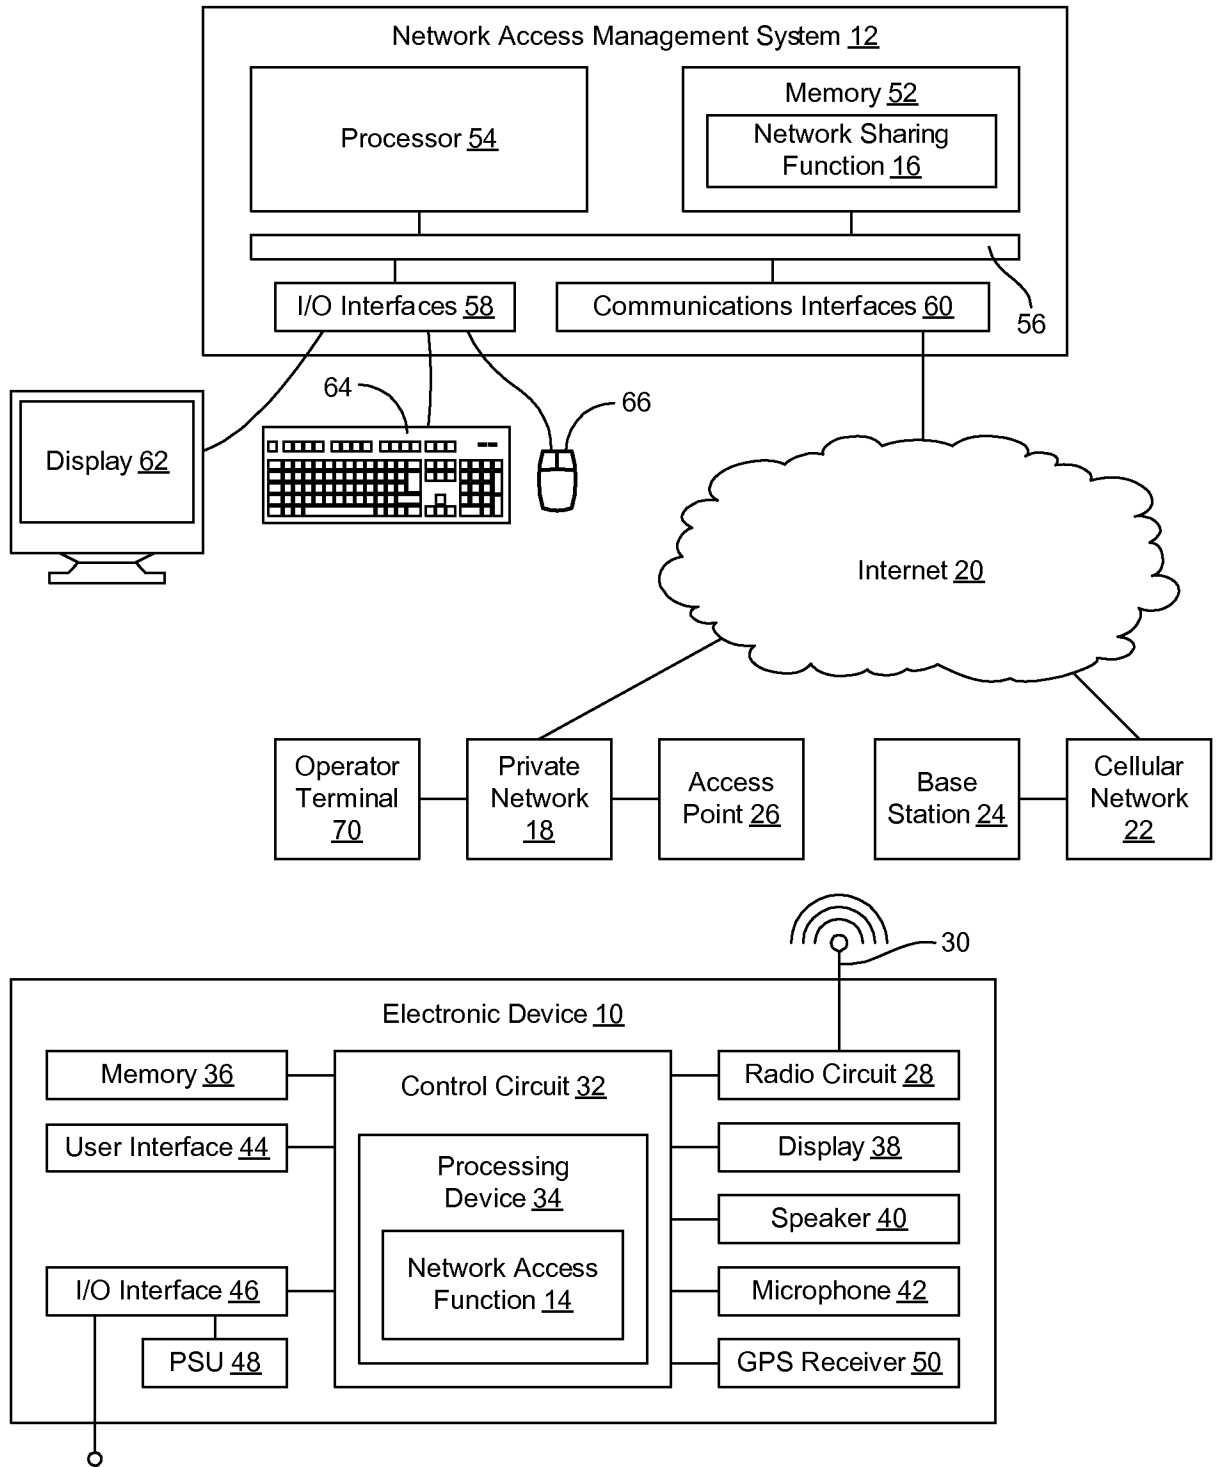 Network Access Management System 12
Processor 54
Memory 52
Network Sharing
Function 16
I/O Interfaces 58
Communications Interfaces 60
56
64
66
Display 62
Internet 20
Operator
Terminal
70
Private
Network
18
Access
Point 26
Base
Station 24
Cellular
Network
22
30
Electronic Device 10
Memory 36
User Interface 44
I/O Interface 46
PSU 48
Control Circuit 32
Processing
Device 34
Network Access
Function 14
Radio Circuit 28
Display 38
Speaker 40
Microphone 42
GPS Receiver 50